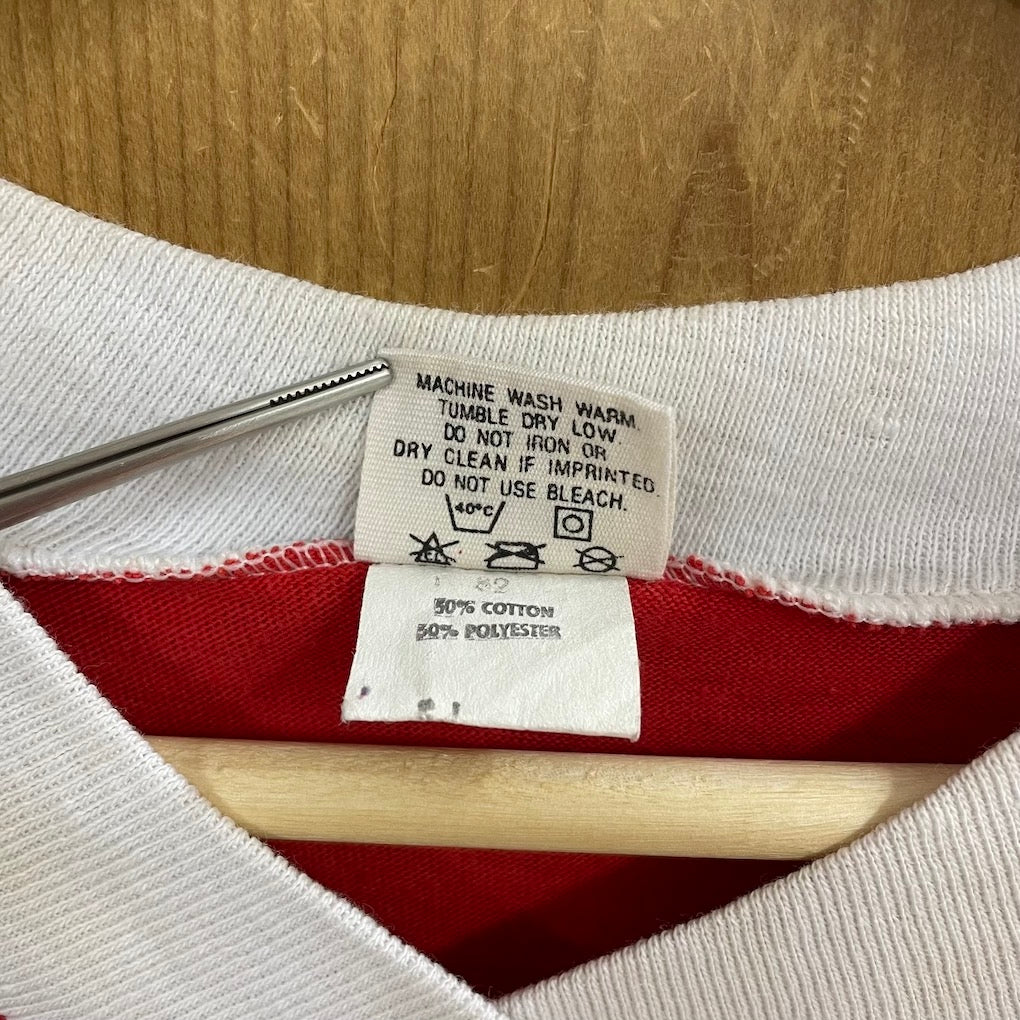 MACHINE WASH WARM.
TUMBLE DRY LOW.
DO NOT IRON OR
DRY CLEAN IF IMPRINTED.
DO NOT USE BLEACH.
40°C
CL
50% COTTON
50% POLYESTER